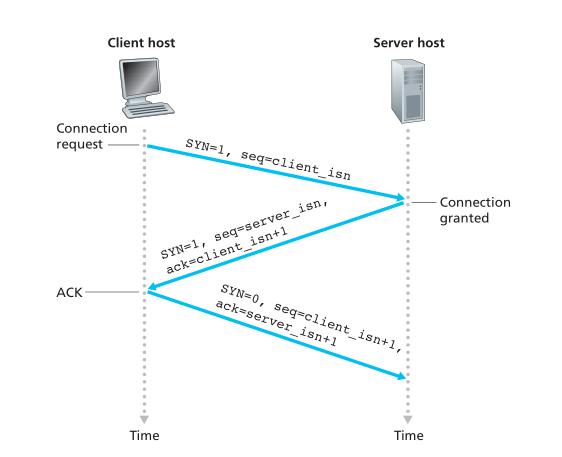 Client host
Server host
Connection
request
SYN=1, seq=client_isn
Connection
granted
SYN=1, seq=server_isn,
ack=client_isn+1
ACK
SYN=0, seq=client_isn+1,
ack=server_isn+1
Time
Time